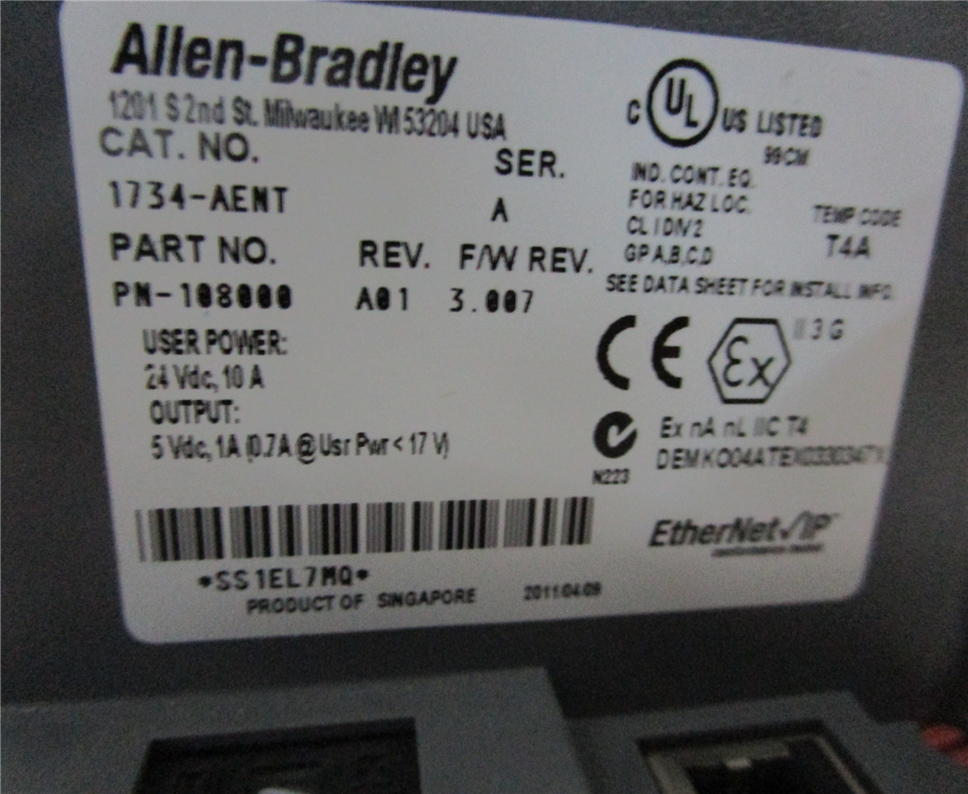 Allen-Bradley
1201 S 2nd St. Milwaukee WI 53204 USA
CAT. NO.
SER.
1734-AENT
A
PART NO.
REV.
F/W REV.
PN-108000
A01
3.007
USER POWER:
24 Vdc, 10 A
OUTPUT:
5 Vdc, 1A (0.7A @ Usr Pwr < 17 V)
*SS1EL7MQ*
PRODUCT OF SINGAPORE
2011/04/09
C UL US LISTED
99CM
IND. CONT. EQ.
FOR HAZ LOC.
CL I DIV 2
GP A,B,C,D
TEMP CODE
T4A
SEE DATA SHEET FOR INSTALL INFO.
CE Ex II 3 G
Ex nA nL IIC T4
N223
EtherNet/IP
conformance tested